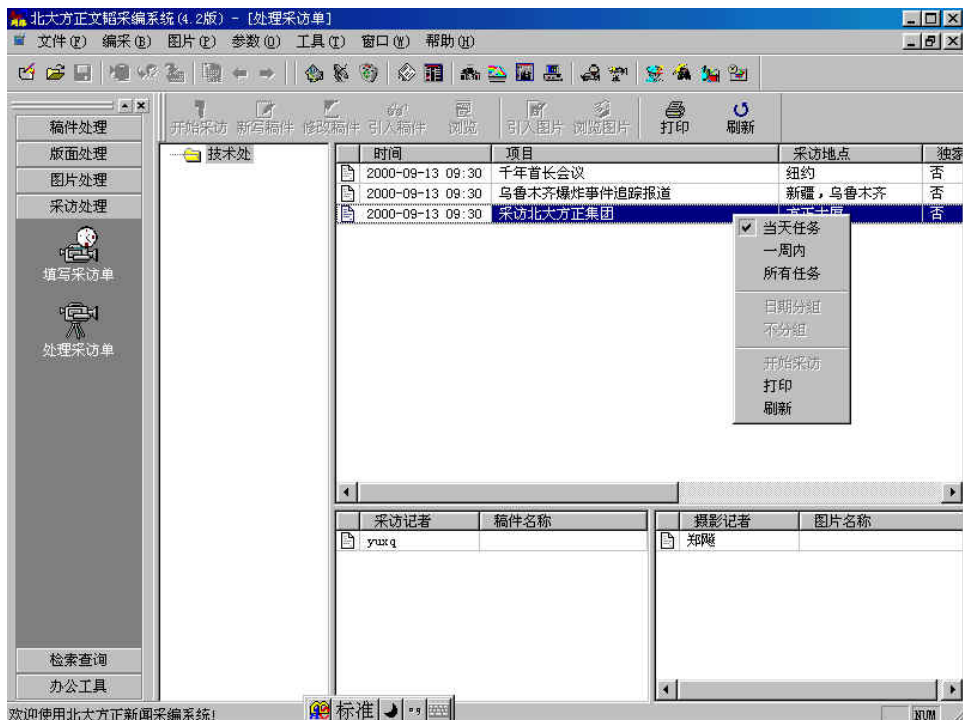 北大方正文韬采编系统(4.2版) - [处理采访单]
文件(F) 编采(B) 图片(P) 参数(O) 工具(T) 窗口(W) 帮助(H)
开始采访 新写稿件 修改稿件 引入稿件 浏览 引入图片 浏览图片 打印 刷新
稿件处理
版面处理
图片处理
采访处理
填写采访单
处理采访单
检索查询
办公工具
技术处
时间 项目 采访地点 独家
2000-09-13 09:30 千年首长会议 纽约 否
2000-09-13 09:30 乌鲁木齐爆炸事件追踪报道 新疆，乌鲁木齐 否
2000-09-13 09:30 采访北大方正集团 方正大厦 否
当天任务
一周内
所有任务
日期分组
不分组
开始采访
打印
刷新
采访记者 稿件名称
yuxq
摄影记者 图片名称
欢迎使用北大方正新闻采编系统!
标准
NUM